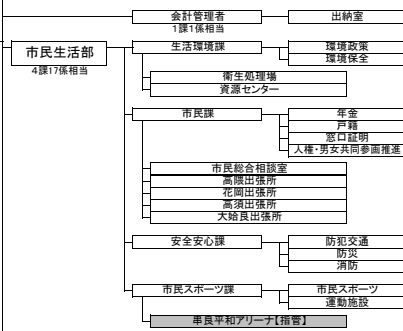 会計管理者 出納室
1課1係相当
市民生活部 生活環境課 環境政策
4課17係相当 環境保全
衛生処理場
資源センター
市民課 年金
戸籍
窓口証明
人権・男女共同参画推進
市民総合相談室
高隈出張所
花岡出張所
高須出張所
大姶良出張所
安全安心課 防犯交通
防災
消防
市民スポーツ課 市民スポーツ
運動施設
串良平和アリーナ【指管】